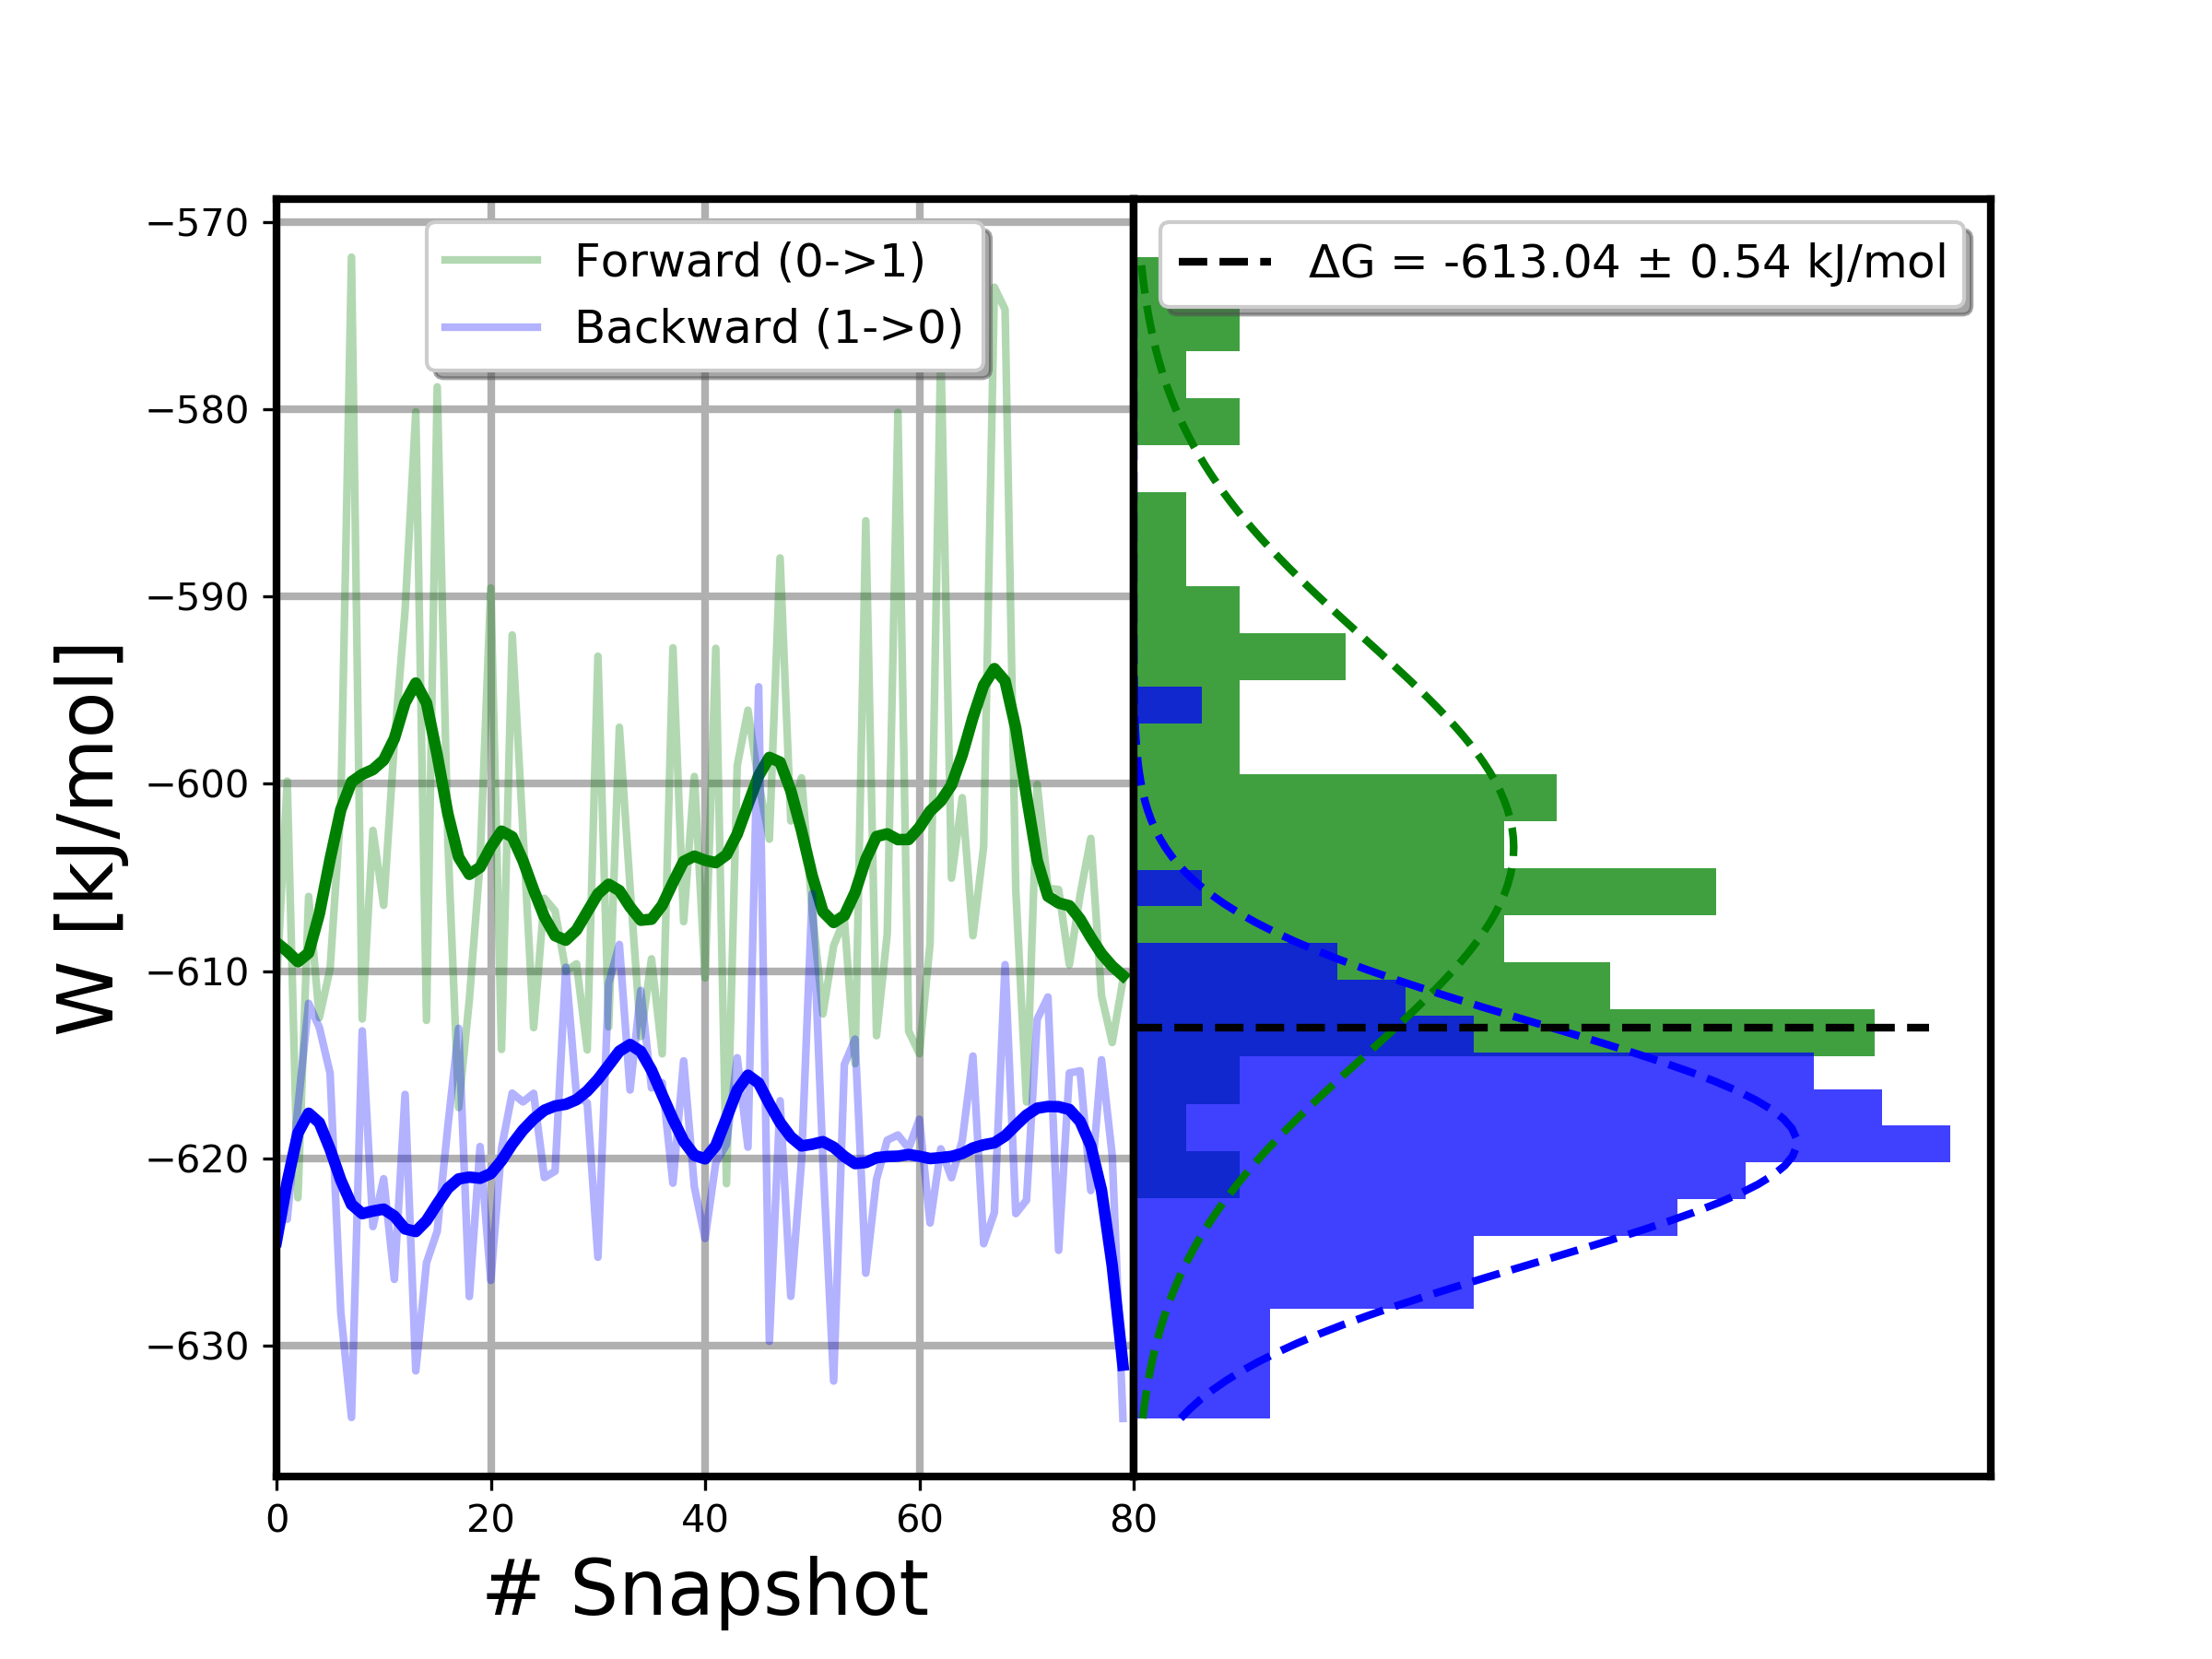 −570
−580
−590
−600
−610
−620
−630
W [kJ/mol]
Forward (0->1)
Backward (1->0)
ΔG = -613.04 ± 0.54 kJ/mol
0 20 40 60 80
# Snapshot